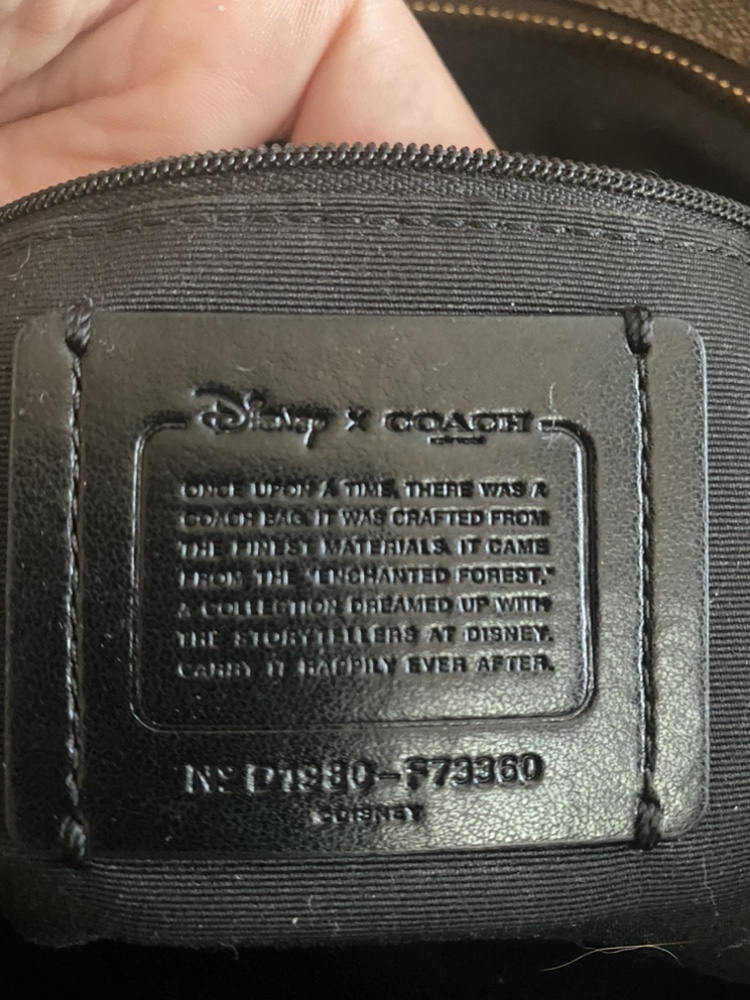 Disney x COACH
ONCE UPON A TIME, THERE WAS A
COACH BAG. IT WAS CRAFTED FROM
THE FINEST MATERIALS. IT CAME
FROM THE "ENCHANTED FOREST,"
A COLLECTION DREAMED UP WITH
THE STORYTELLERS AT DISNEY.
CARRY IT HAPPILY EVER AFTER.
Nº D1980-F73360
©DISNEY